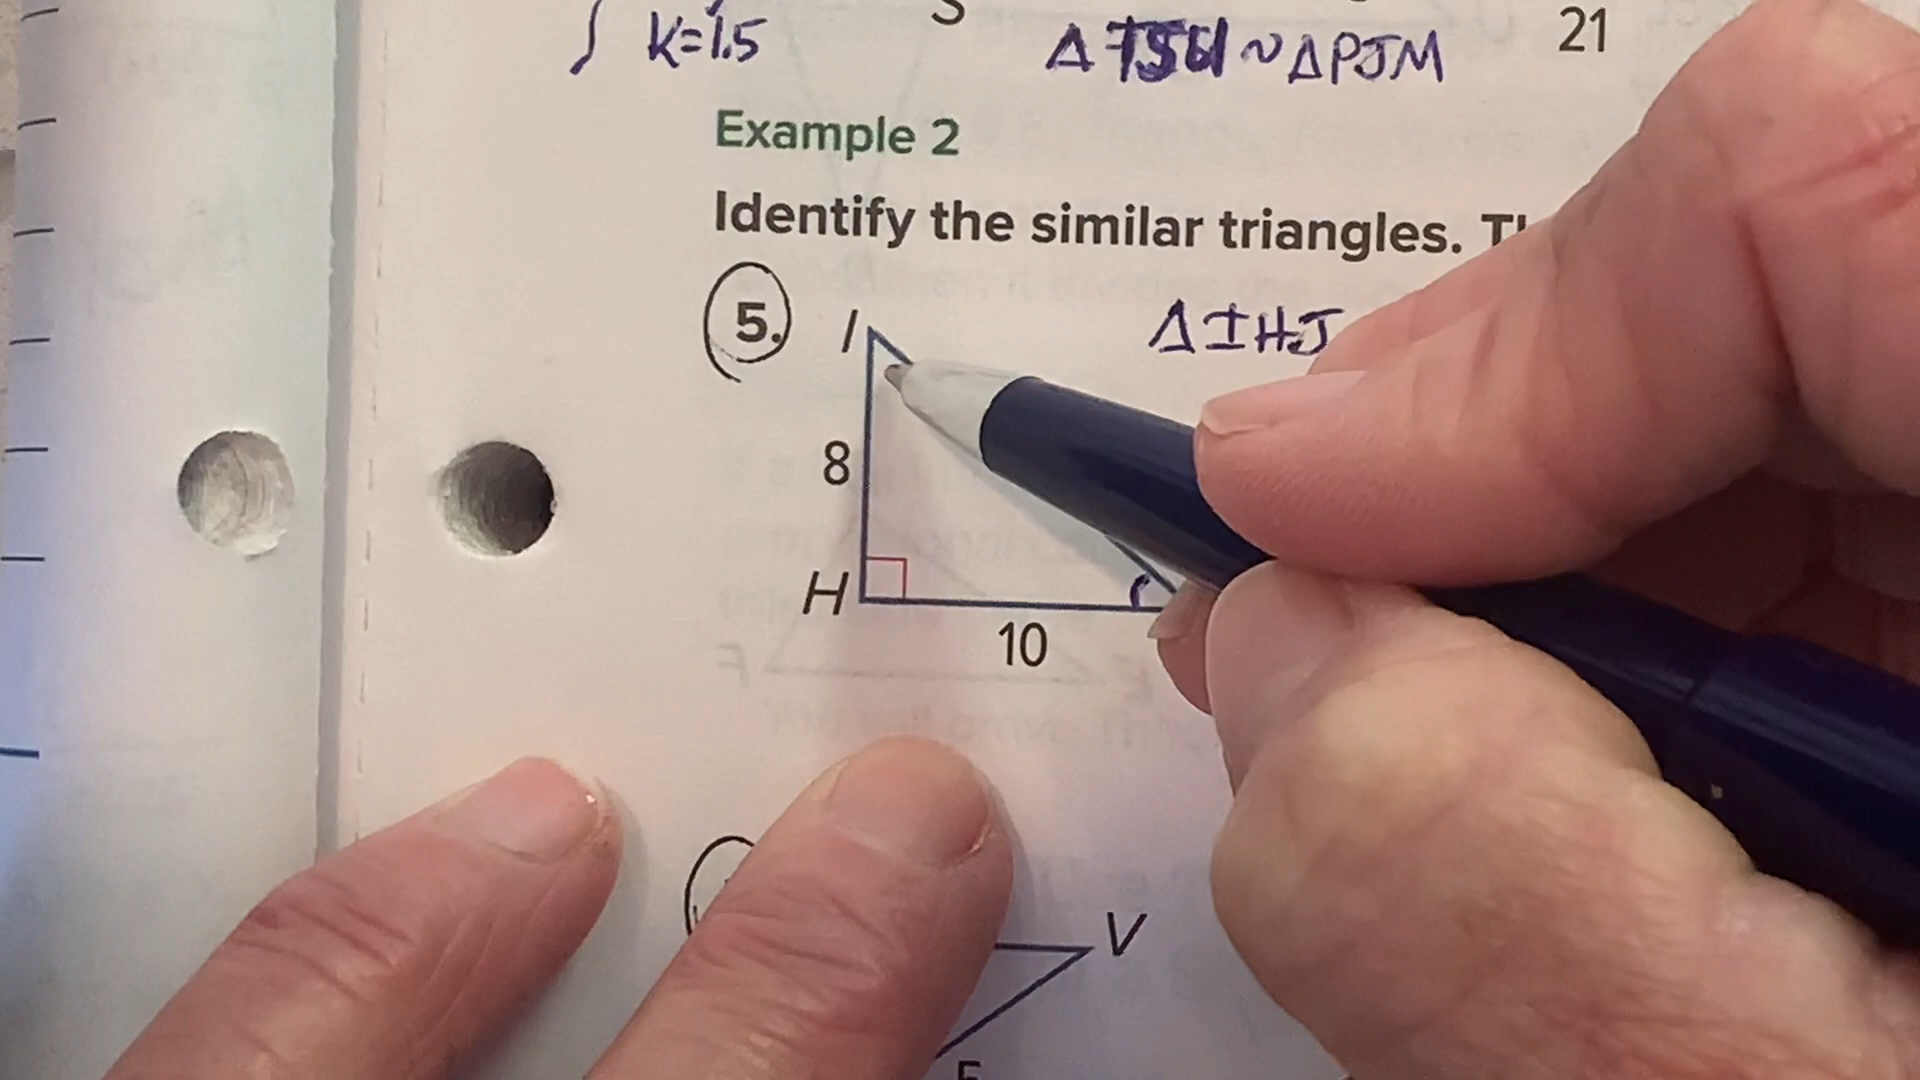 K=1.5
~ΔPJM
21
Example 2
Identify the similar triangles.
5.
I
ΔIHJ
8
H
10
V